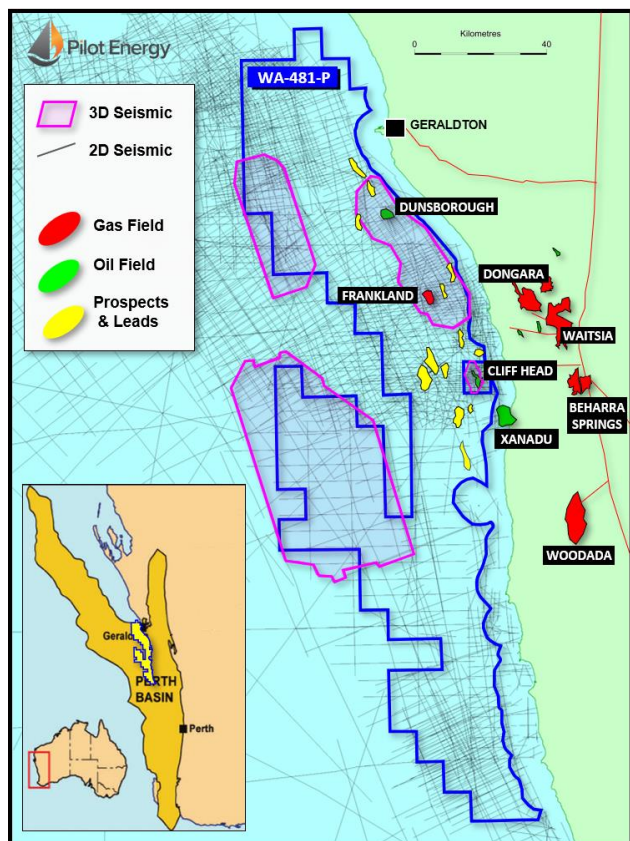 Pilot Energy
Kilometres
0 40
WA-481-P
3D Seismic
2D Seismic
Gas Field
Oil Field
Prospects
& Leads
GERALDTON
DUNSBOROUGH
FRANKLAND
DONGARA
WAITSIA
CLIFF HEAD
BEHARRA
SPRINGS
XANADU
WOODADA
Gerald
PERTH
BASIN
Perth